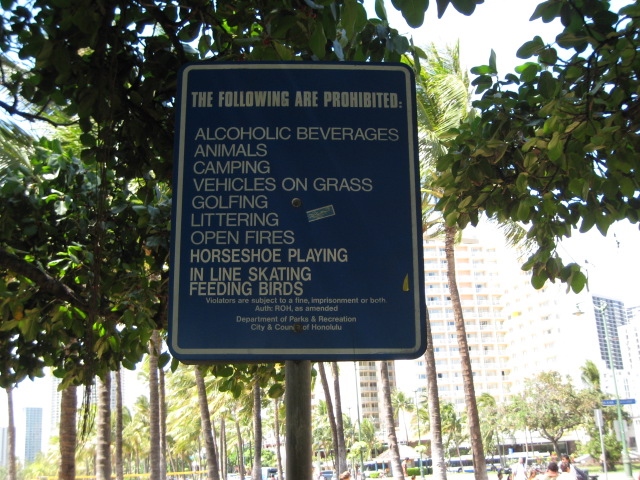 THE FOLLOWING ARE PROHIBITED:
ALCOHOLIC BEVERAGES
ANIMALS
CAMPING
VEHICLES ON GRASS
GOLFING
LITTERING
OPEN FIRES
HORSESHOE PLAYING
IN LINE SKATING
FEEDING BIRDS
Violators are subject to a fine, imprisonment or both.
Auth: ROH, as amended
Department of Parks & Recreation
City & County of Honolulu